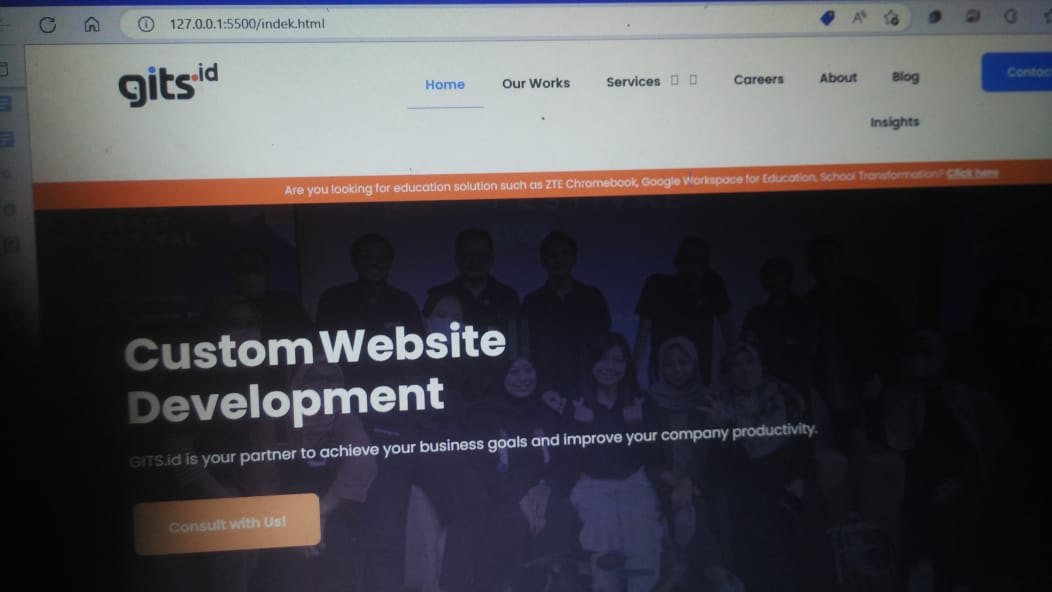 127.0.0.1:5500/indek.html
gits.id
Home Our Works Services Careers About Blog
Insights
Are you looking for education solution such as ZTE Chromebook, Google Workspace for Education, School Transformation? Click here
Custom Website
Development
GITS.id is your partner to achieve your business goals and improve your company productivity.
Consult with Us!